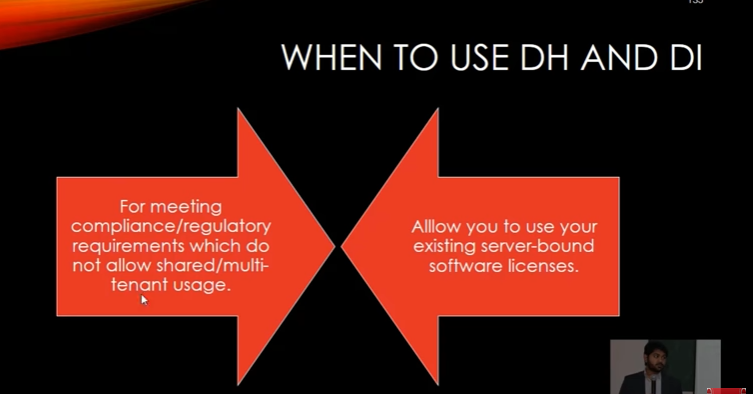 WHEN TO USE DH AND DI
For meeting
compliance/regulatory
requirements which do
not allow shared/multi-
tenant usage.
Alllow you to use your
existing server-bound
software licenses.